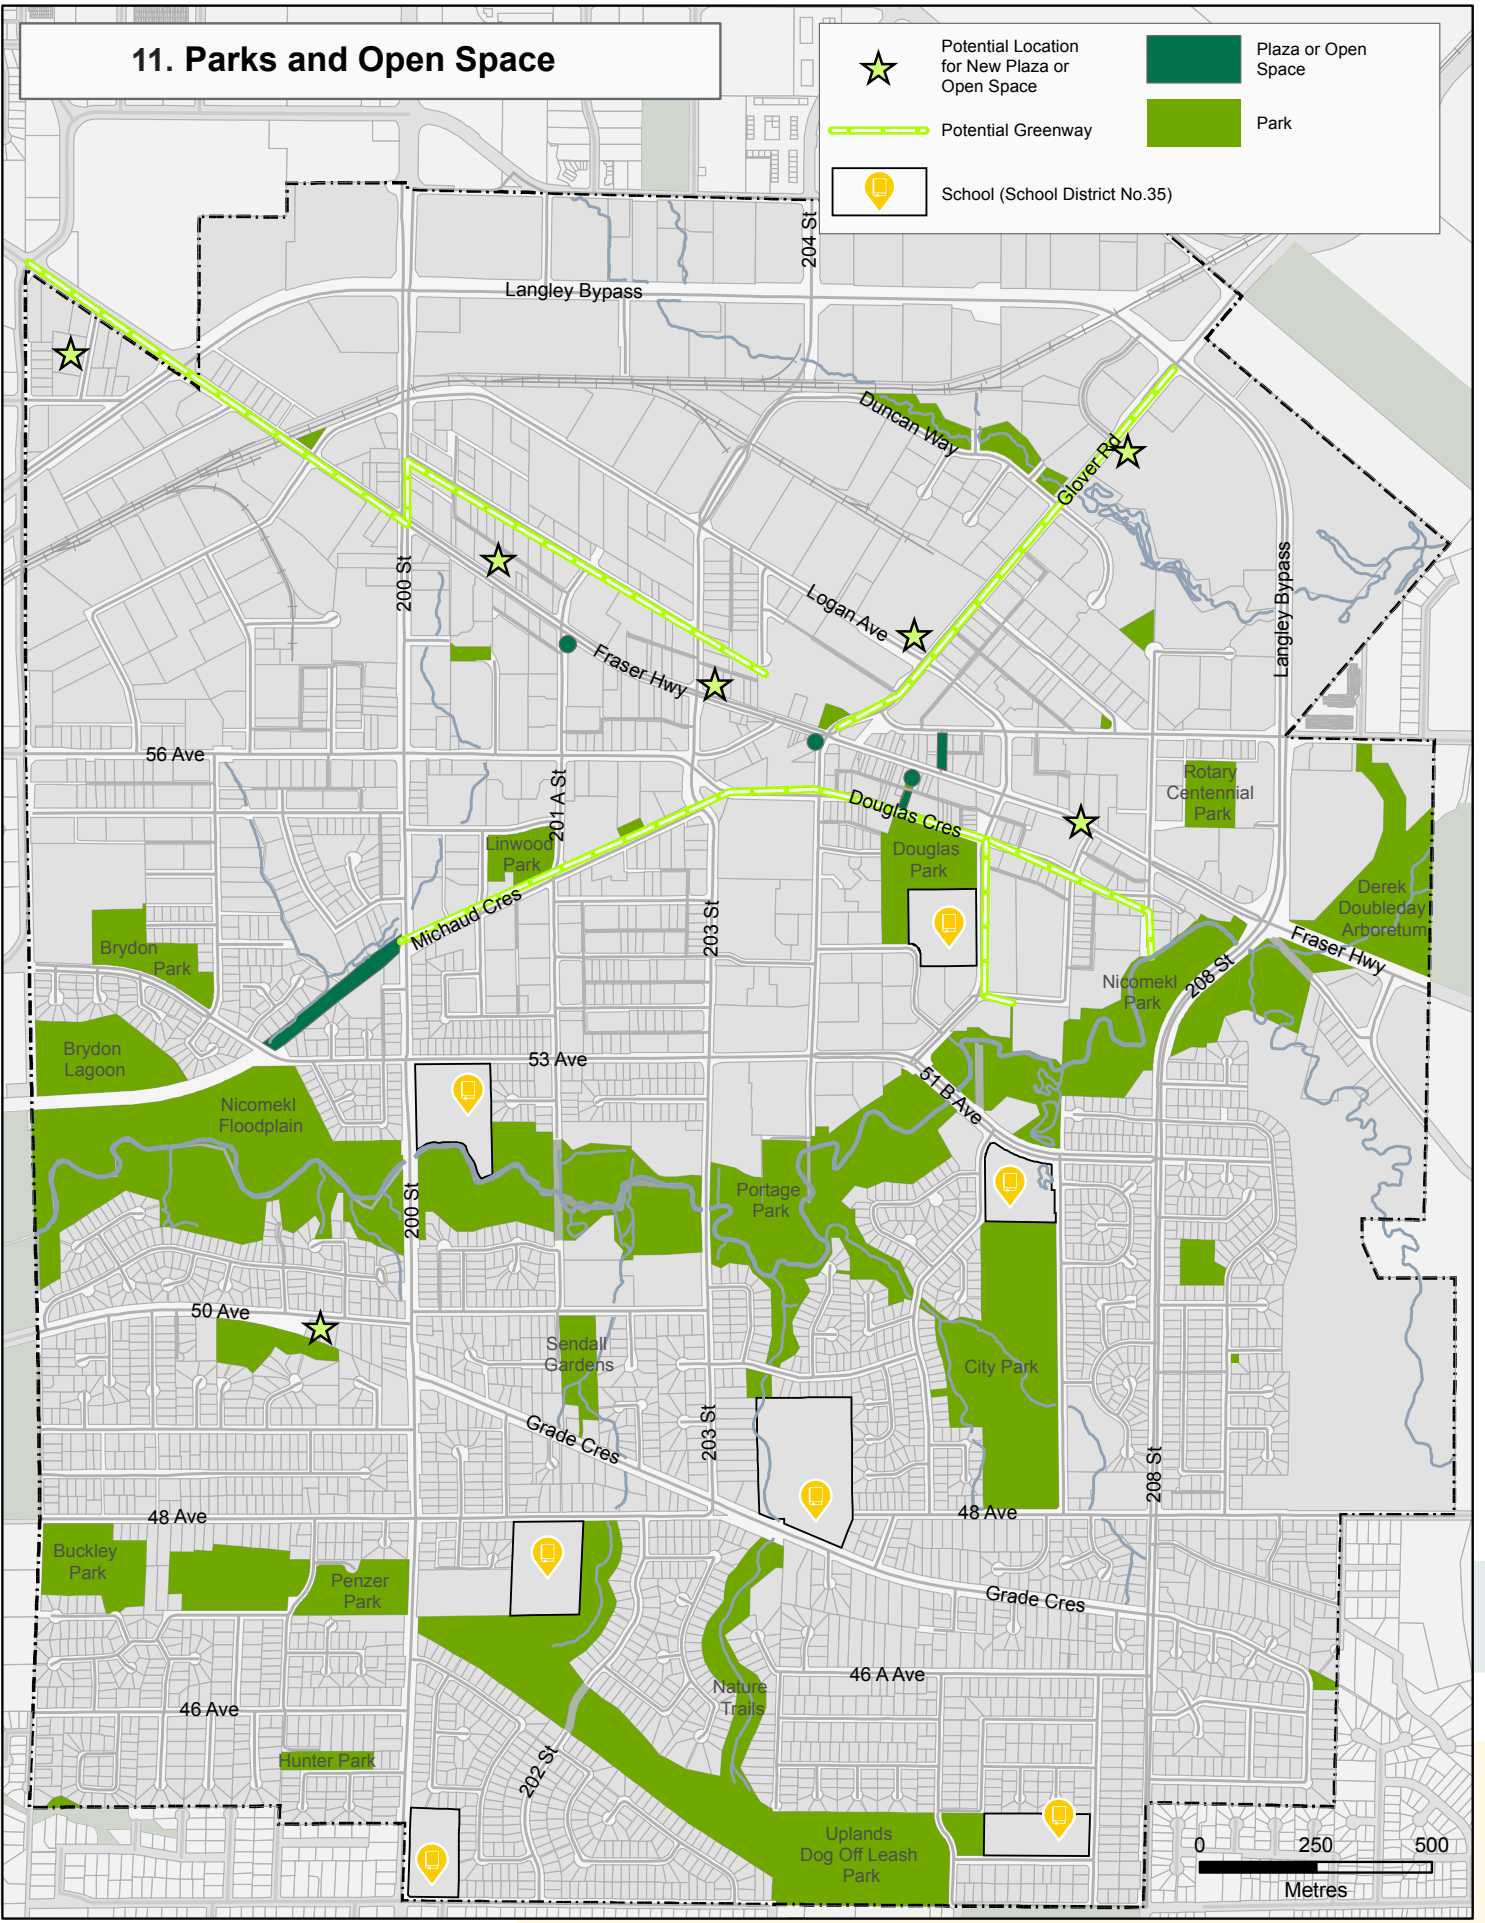 11. Parks and Open Space
Potential Location
for New Plaza or
Open Space
Plaza or Open
Space
Potential Greenway
Park
School (School District No.35)
204 St
Langley Bypass
Duncan Way
Glover Rd
200 St
Logan Ave
Langley Bypass
Fraser Hwy
56 Ave
201 A St
Rotary
Centennial
Park
Douglas Cres
Linwood
Park
Douglas
Park
Derek
Doubleday
Arboretum
Michaud Cres
203 St
Brydon
Park
Fraser Hwy
208 St
Nicomekl
Park
Brydon
Lagoon
53 Ave
51 B Ave
Nicomekl
Floodplain
200 St
Portage
Park
50 Ave
Sendall
Gardens
City Park
Grade Cres
203 St
208 St
48 Ave
48 Ave
Buckley
Park
Penzer
Park
Grade Cres
46 A Ave
Nature
Trails
46 Ave
Hunter Park
202 St
Uplands
Dog Off Leash
Park
0 250 500
Metres